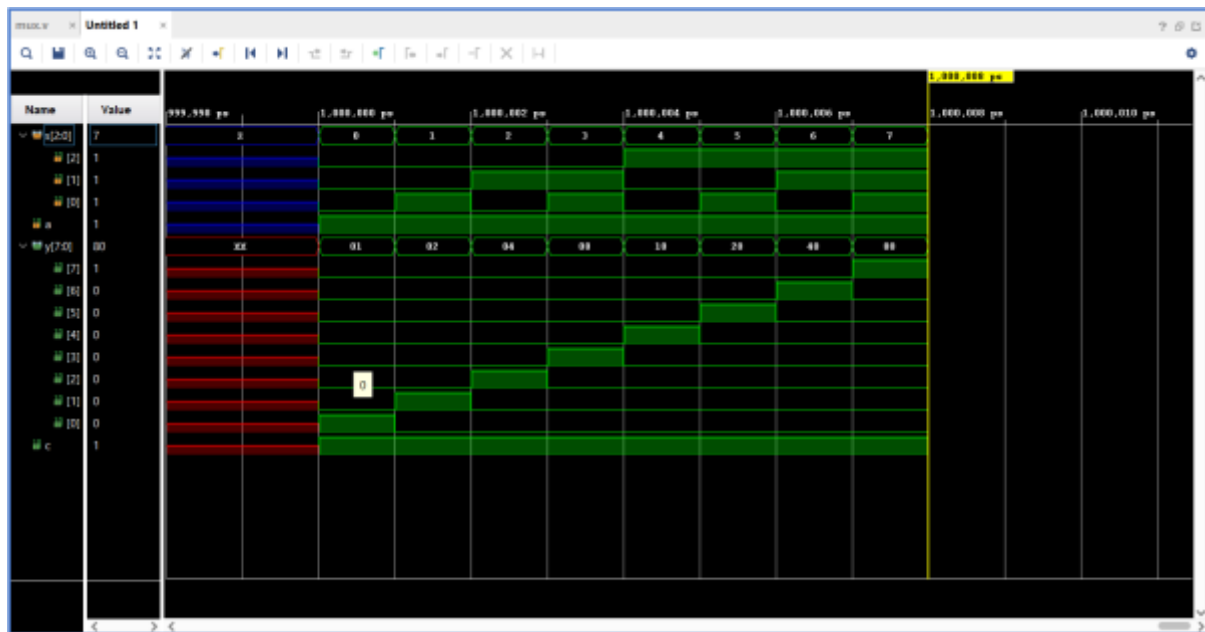 mux.v × Untitled 1 ×
1,000,008 ps
Name Value 999,998 ps 1,000,000 ps 1,000,002 ps 1,000,004 ps 1,000,006 ps 1,000,008 ps 1,000,010 ps
s[2:0] 7 0 1 2 3 4 5 6 7
[2] 1
[1] 1
[0] 1
a 1
y[7:0] 80 XX 01 02 04 08 10 20 40 80
[7] 1
[6] 0
[5] 0
[4] 0
[3] 0
[2] 0 0
[1] 0
[0] 0
c 1